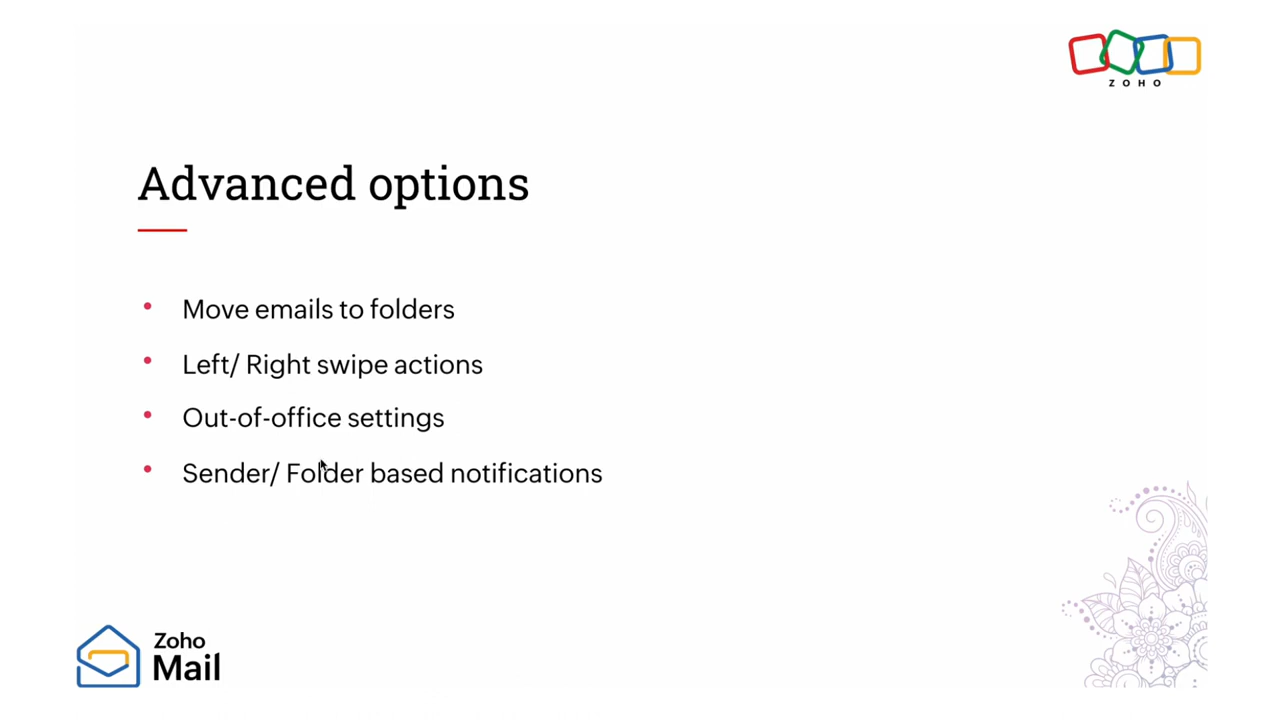 ZOHO
Advanced options
• Move emails to folders
• Left/ Right swipe actions
• Out-of-office settings
• Sender/ Folder based notifications
Zoho
Mail